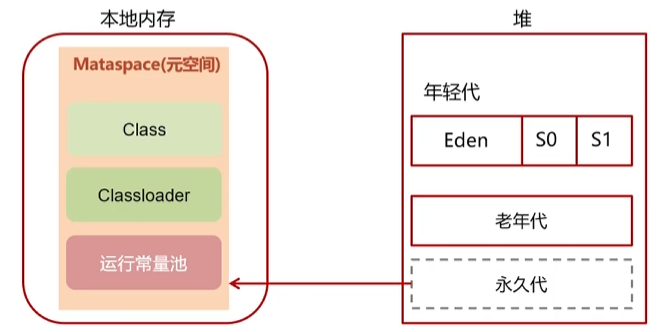 本地内存
堆
Mataspace(元空间)
Class
Classloader
运行常量池
年轻代
Eden
S0
S1
老年代
永久代